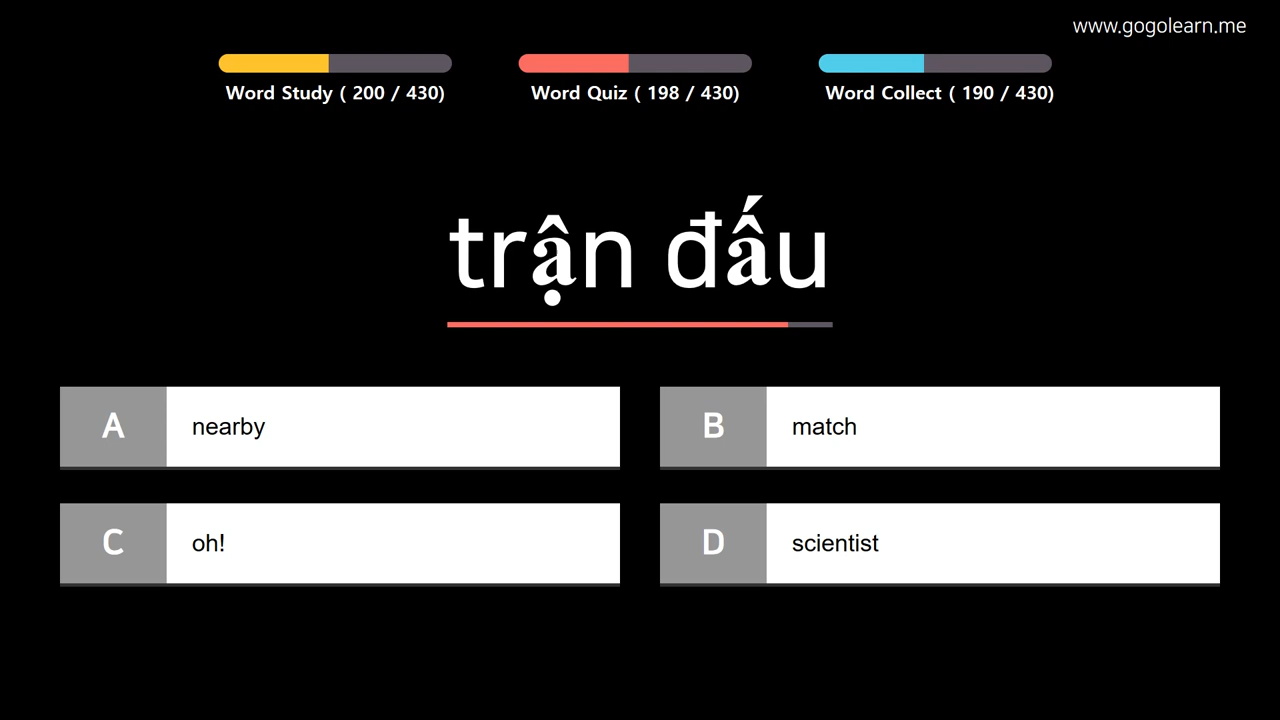 www.gogolearn.me
Word Study ( 200 / 430)
Word Quiz ( 198 / 430)
Word Collect ( 190 / 430)
trận đấu
A nearby
B match
C oh!
D scientist